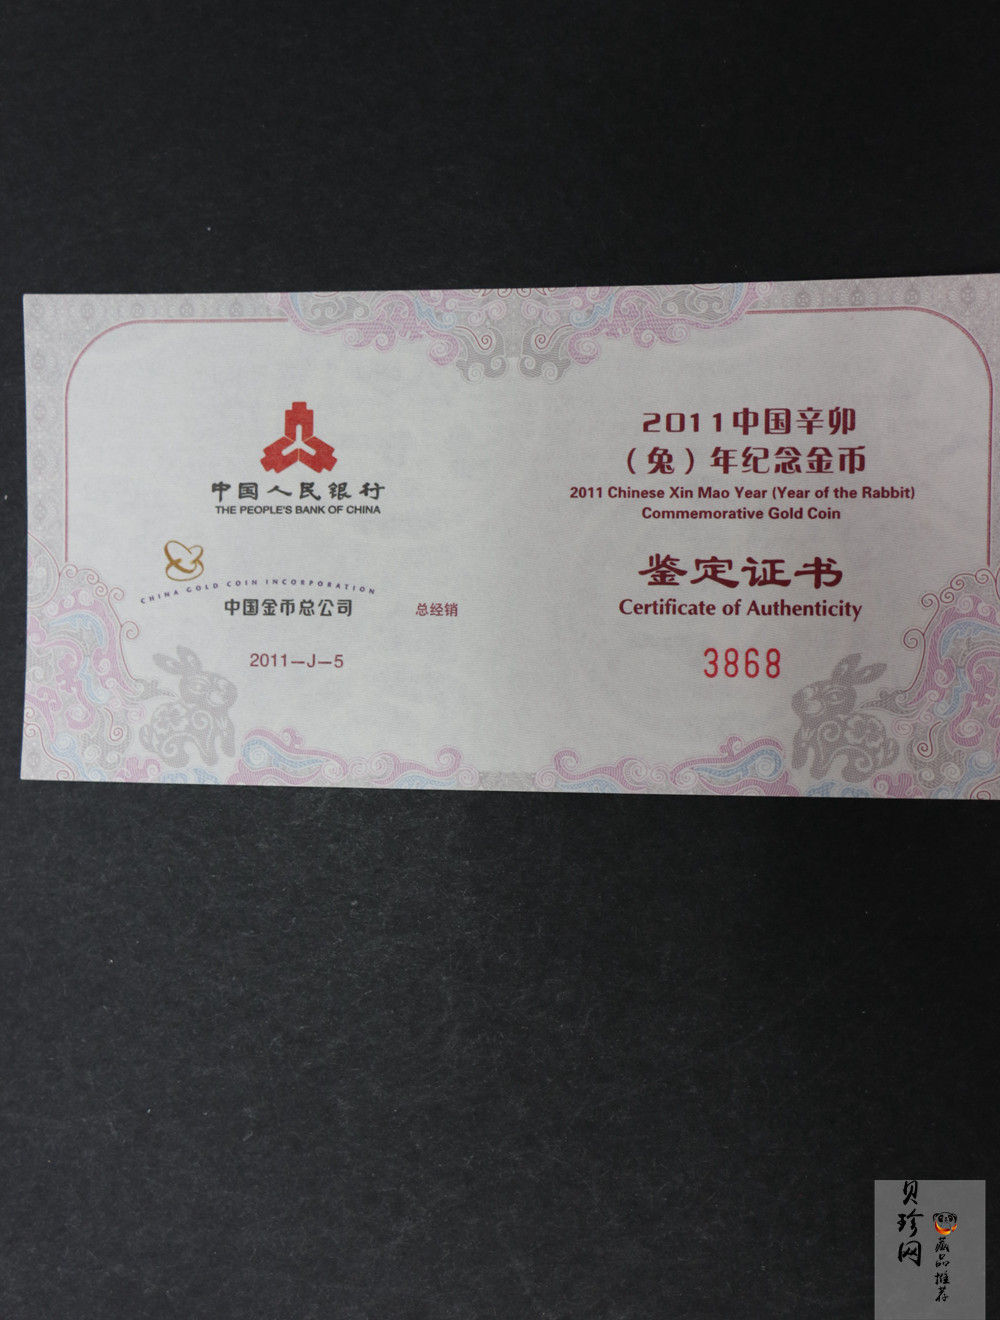 中国人民银行
THE PEOPLE'S BANK OF CHINA
CHINA GOLD COIN INCORPORATION
中国金币总公司 总经销
2011—J—5
2011中国辛卯
（兔）年纪念金币
2011 Chinese Xin Mao Year (Year of the Rabbit)
Commemorative Gold Coin
鉴定证书
Certificate of Authenticity
3868
贝珍网
藏品推荐